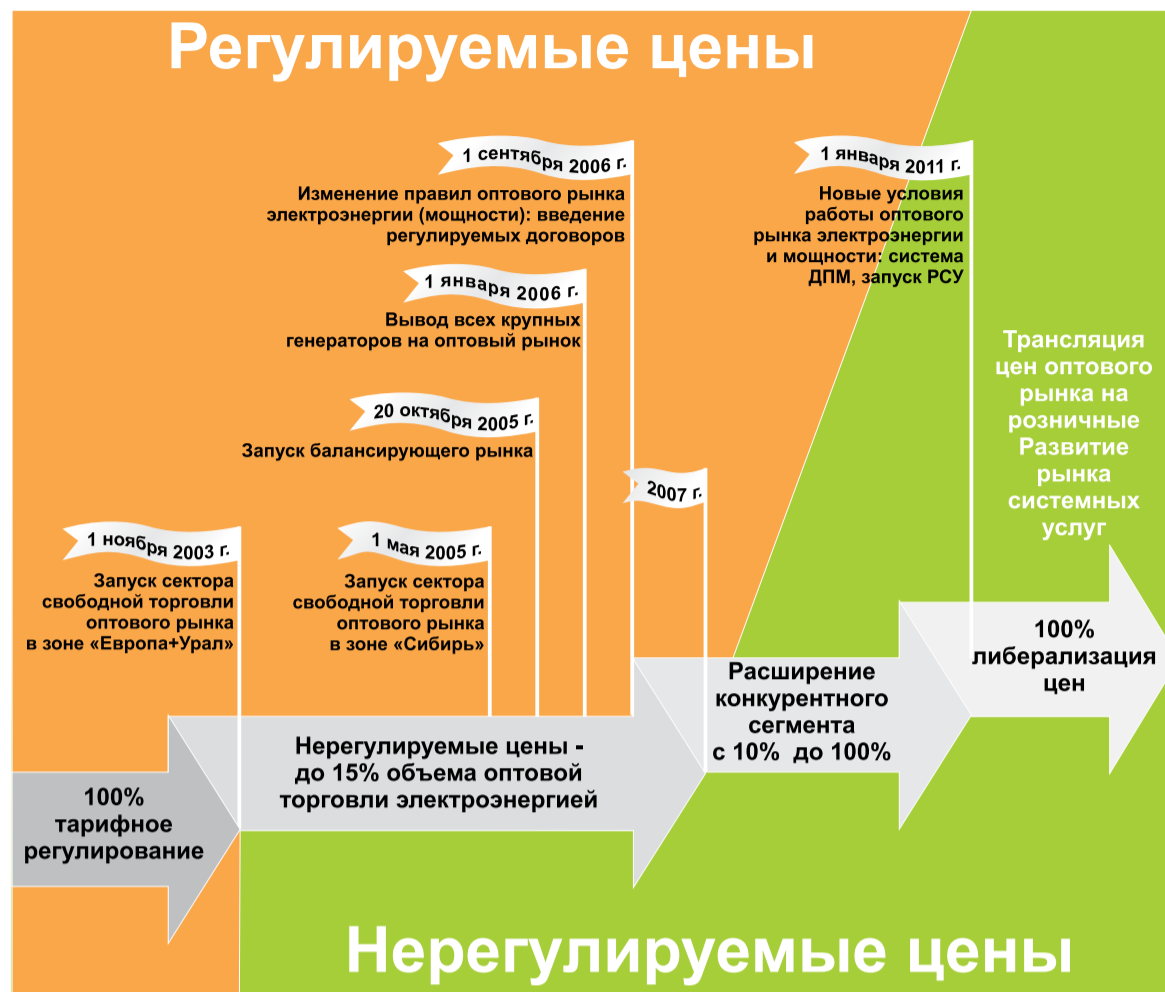 Регулируемые цены
1 сентября 2006 г.
Изменение правил оптового рынка
электроэнергии (мощности): введение
регулируемых договоров
1 января 2011 г.
Новые условия
работы оптового
рынка электроэнергии
и мощности: система
ДПМ, запуск РСУ
1 января 2006 г.
Вывод всех крупных
генераторов на оптовый рынок
Трансляция
цен оптового
рынка на
розничные
Развитие
рынка
системных
услуг
20 октября 2005 г.
Запуск балансирующего рынка
2007 г.
1 ноября 2003 г.
Запуск сектора
свободной торговли
оптового рынка
в зоне «Европа+Урал»
1 мая 2005 г.
Запуск сектора
свободной торговли
оптового рынка
в зоне «Сибирь»
100%
тарифное
регулирование
Нерегулируемые цены -
до 15% объема оптовой
торговли электроэнергией
Расширение
конкурентного
сегмента
с 10% до 100%
100%
либерализация
цен
Нерегулируемые цены